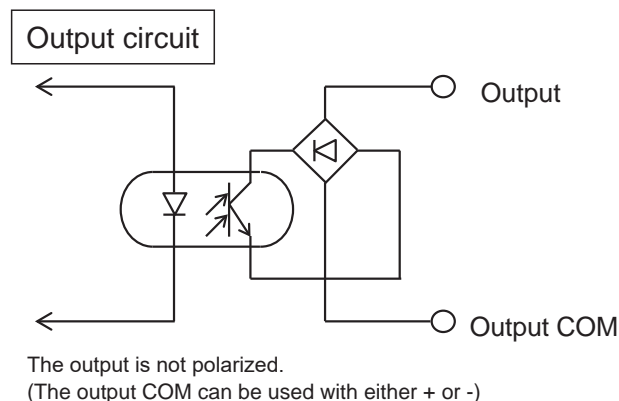 Output circuit
Output
Output COM
The output is not polarized.
(The output COM can be used with either + or -)